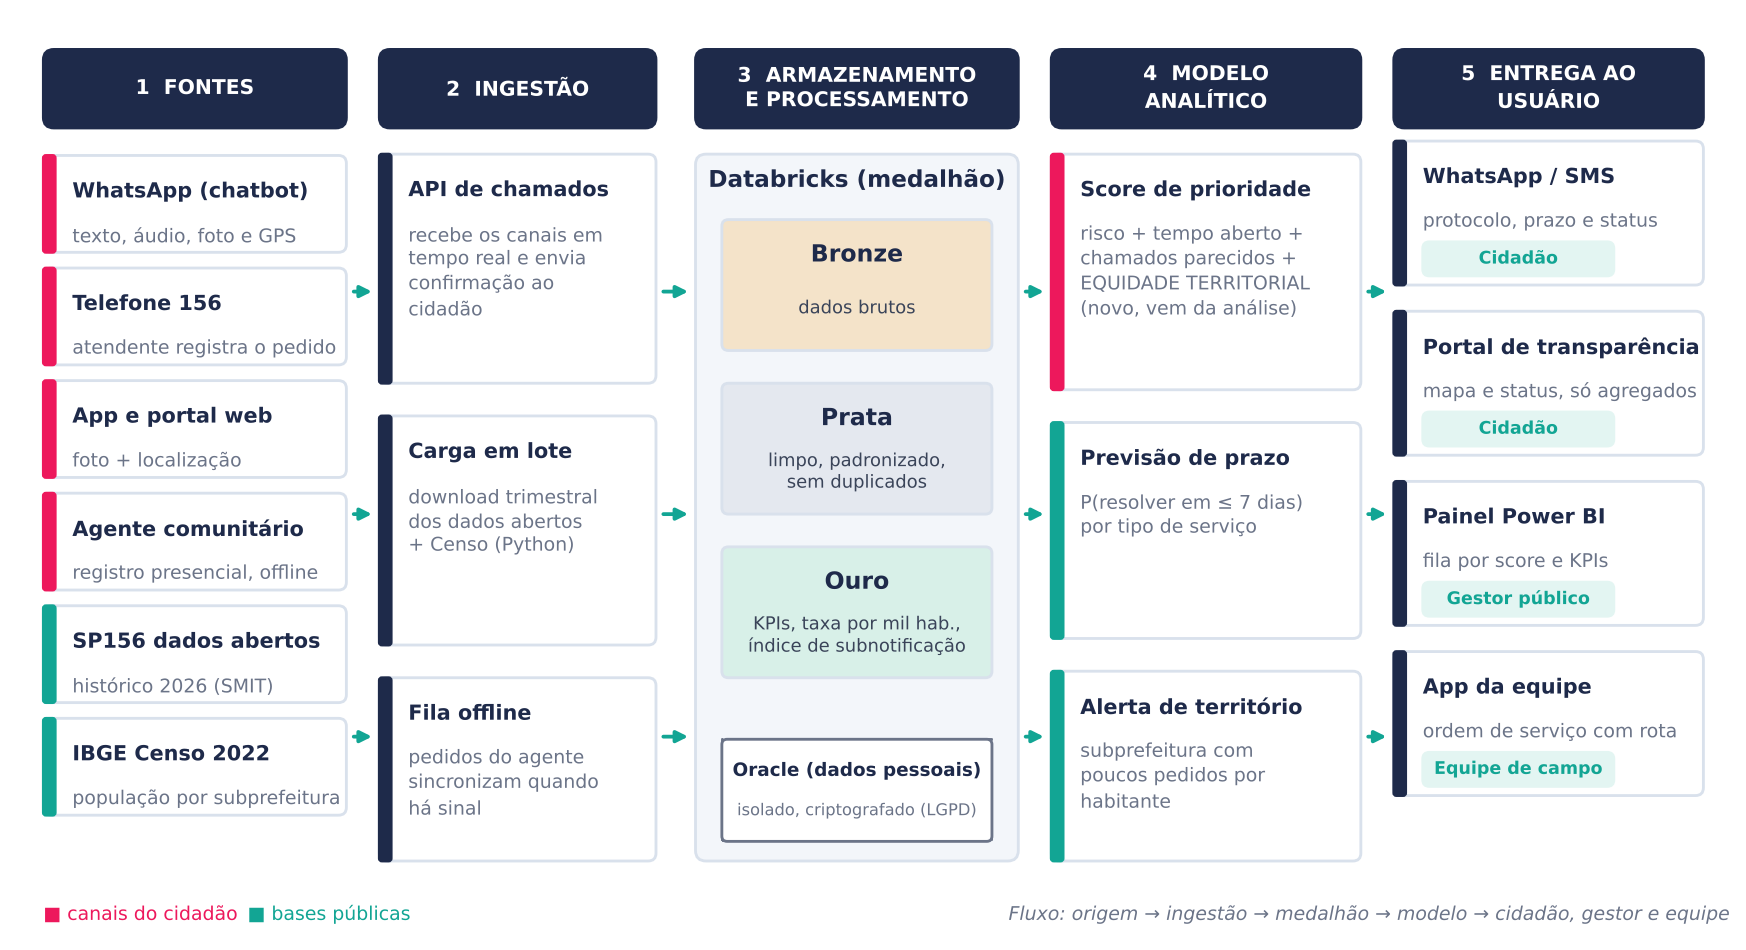 1 FONTES
WhatsApp (chatbot)
texto, áudio, foto e GPS
Telefone 156
atendente registra o pedido
App e portal web
foto + localização
Agente comunitário
registro presencial, offline
SP156 dados abertos
histórico 2026 (SMIT)
IBGE Censo 2022
população por subprefeitura
2 INGESTÃO
API de chamados
recebe os canais em
tempo real e envia
confirmação ao
cidadão
Carga em lote
download trimestral
dos dados abertos
+ Censo (Python)
Fila offline
pedidos do agente
sincronizam quando
há sinal
3 ARMAZENAMENTO
E PROCESSAMENTO
Databricks (medalhão)
Bronze
dados brutos
Prata
limpo, padronizado,
sem duplicados
Ouro
KPIs, taxa por mil hab.,
índice de subnotificação
Oracle (dados pessoais)
isolado, criptografado (LGPD)
4 MODELO
ANALÍTICO
Score de prioridade
risco + tempo aberto +
chamados parecidos +
EQUIDADE TERRITORIAL
(novo, vem da análise)
Previsão de prazo
P(resolver em ≤ 7 dias)
por tipo de serviço
Alerta de território
subprefeitura com
poucos pedidos por
habitante
5 ENTREGA AO
USUÁRIO
WhatsApp / SMS
protocolo, prazo e status
Cidadão
Portal de transparência
mapa e status, só agregados
Cidadão
Painel Power BI
fila por score e KPIs
Gestor público
App da equipe
ordem de serviço com rota
Equipe de campo
■ canais do cidadão ■ bases públicas
Fluxo: origem → ingestão → medalhão → modelo → cidadão, gestor e equipe